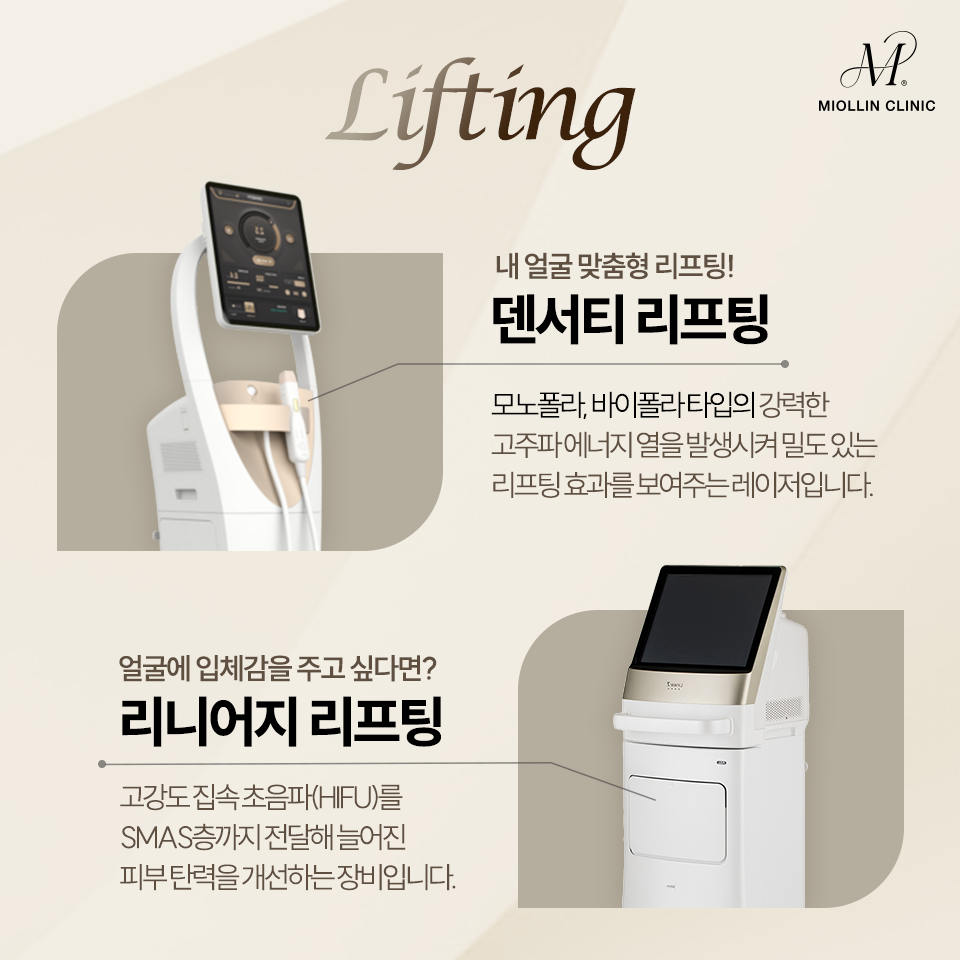 Lifting
M
MIOLLIN CLINIC
내 얼굴 맞춤형 리프팅!
덴서티 리프팅
모노폴라, 바이폴라 타입의 강력한
고주파 에너지 열을 발생시켜 밀도 있는
리프팅 효과를 보여주는 레이저입니다.
얼굴에 입체감을 주고 싶다면?
리니어지 리프팅
고강도 집속 초음파(HIFU)를
SMAS층까지 전달해 늘어진
피부 탄력을 개선하는 장비입니다.